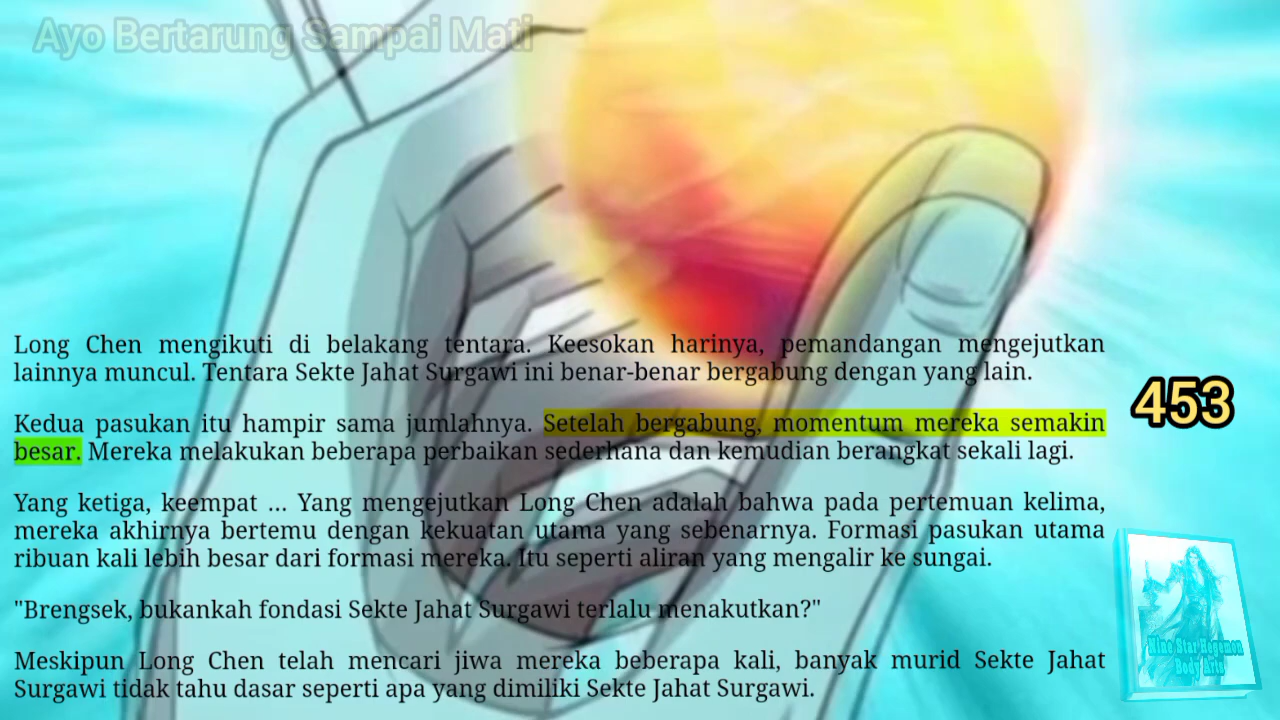 Ayo Bertarung Sampai Mati
Long Chen mengikuti di belakang tentara. Keesokan harinya, pemandangan mengejutkan
lainnya muncul. Tentara Sekte Jahat Surgawi ini benar-benar bergabung dengan yang lain.
Kedua pasukan itu hampir sama jumlahnya. Setelah bergabung, momentum mereka semakin
besar. Mereka melakukan beberapa perbaikan sederhana dan kemudian berangkat sekali lagi.
453
Yang ketiga, keempat ... Yang mengejutkan Long Chen adalah bahwa pada pertemuan kelima,
mereka akhirnya bertemu dengan kekuatan utama yang sebenarnya. Formasi pasukan utama
ribuan kali lebih besar dari formasi mereka. Itu seperti aliran yang mengalir ke sungai.
"Brengsek, bukankah fondasi Sekte Jahat Surgawi terlalu menakutkan?"
Meskipun Long Chen telah mencari jiwa mereka beberapa kali, banyak murid Sekte Jahat
Surgawi tidak tahu dasar seperti apa yang dimiliki Sekte Jahat Surgawi.
Nine Star Hegemon
Body Arts